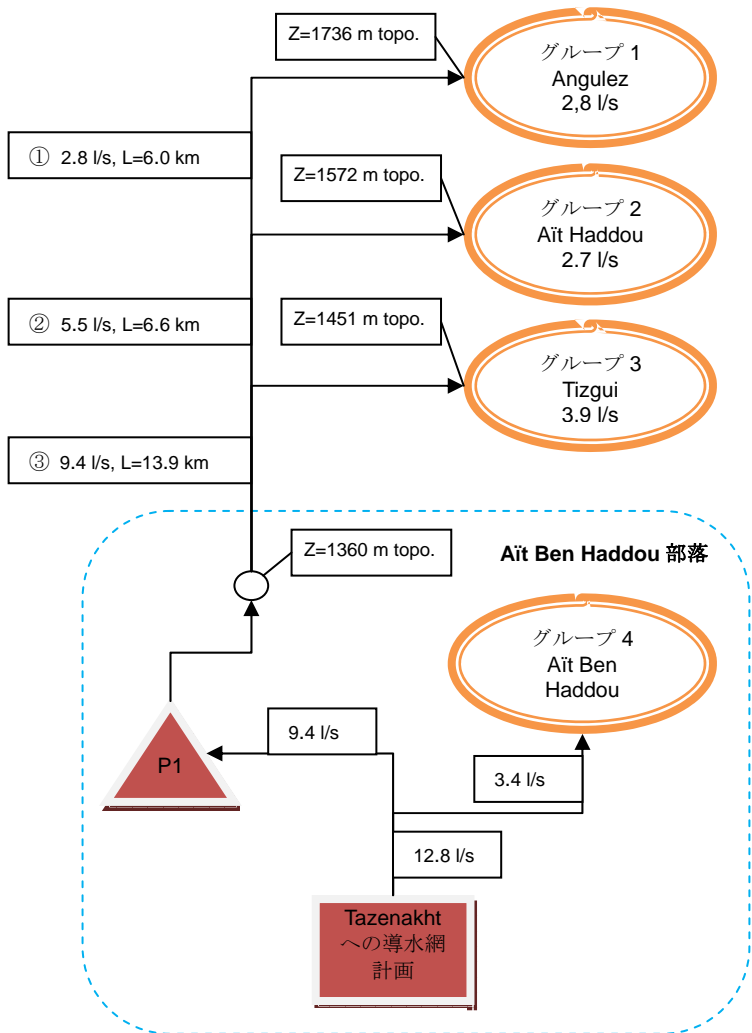 Z=1736 m topo.
グループ 1
Angulez
2,8 l/s
① 2.8 l/s, L=6.0 km
Z=1572 m topo.
グループ 2
Aït Haddou
2.7 l/s
② 5.5 l/s, L=6.6 km
Z=1451 m topo.
グループ 3
Tizgui
3.9 l/s
③ 9.4 l/s, L=13.9 km
Z=1360 m topo.
Aït Ben Haddou 部落
グループ 4
Aït Ben
Haddou
9.4 l/s
P1
3.4 l/s
12.8 l/s
Tazenakht
への導水網
計画